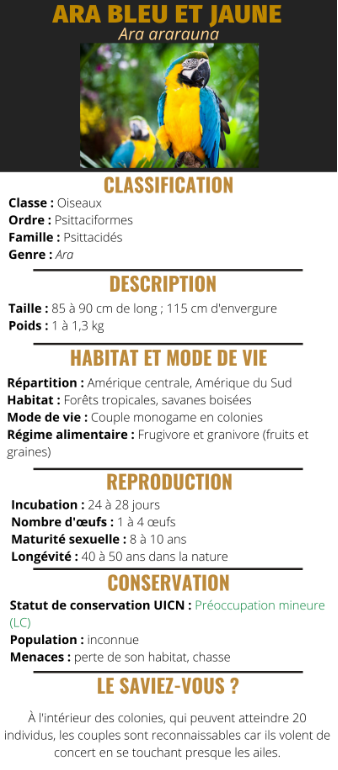 ARA BLEU ET JAUNE
Ara ararauna
CLASSIFICATION
Classe : Oiseaux
Ordre : Psittaciformes
Famille : Psittacidés
Genre : Ara
DESCRIPTION
Taille : 85 à 90 cm de long ; 115 cm d'envergure
Poids : 1 à 1,3 kg
HABITAT ET MODE DE VIE
Répartition : Amérique centrale, Amérique du Sud
Habitat : Forêts tropicales, savanes boisées
Mode de vie : Couple monogame en colonies
Régime alimentaire : Frugivore et granivore (fruits et
graines)
REPRODUCTION
Incubation : 24 à 28 jours
Nombre d'œufs : 1 à 4 œufs
Maturité sexuelle : 8 à 10 ans
Longévité : 40 à 50 ans dans la nature
CONSERVATION
Statut de conservation UICN : Préoccupation mineure
(LC)
Population : inconnue
Menaces : perte de son habitat, chasse
LE SAVIEZ-VOUS ?
À l'intérieur des colonies, qui peuvent atteindre 20
individus, les couples sont reconnaissables car ils volent de
concert en se touchant presque les ailes.